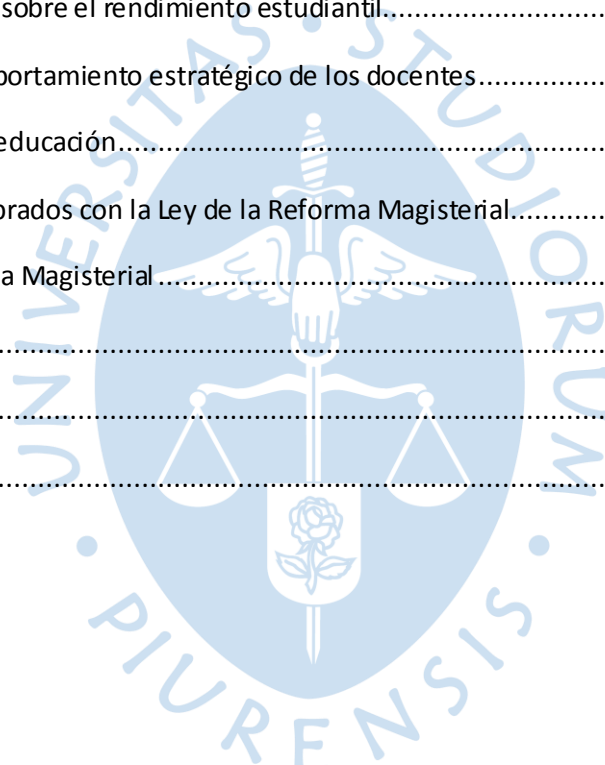 sobre el rendimiento estudiantil
portamiento estratégico de los docentes
educación
brados con la Ley de la Reforma Magisterial
a Magisterial
UNIVERSITAS • STUDIORUM • PIURENSIS •